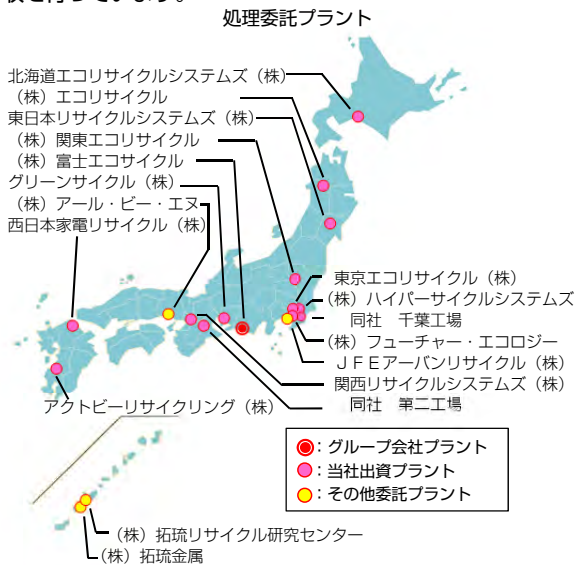 処理委託プラント
北海道エコリサイクルシステムズ（株）
（株）エコリサイクル
東日本リサイクルシステムズ（株）
（株）関東エコリサイクル
（株）富士エコサイクル
グリーンサイクル（株）
（株）アール・ビー・エヌ
西日本家電リサイクル（株）
東京エコリサイクル（株）
（株）ハイパーサイクルシステムズ
同社　千葉工場
（株）フューチャー・エコロジー
ＪＦＥアーバンリサイクル（株）
関西リサイクルシステムズ（株）
同社　第二工場
アクトビーリサイクリング（株）
：グループ会社プラント
：当社出資プラント
：その他委託プラント
（株）拓琉リサイクル研究センター
（株）拓琉金属